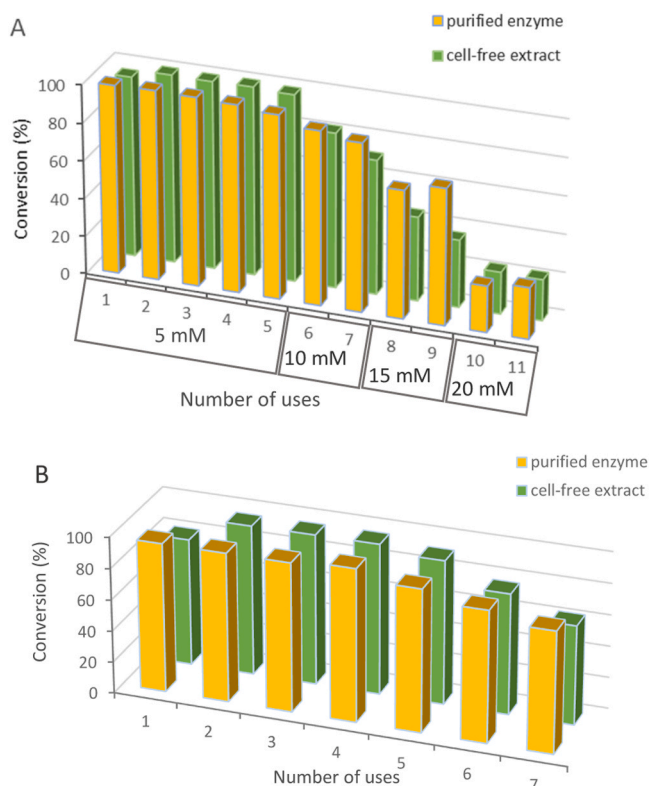 A
purified enzyme
cell-free extract
Conversion (%)
100
80
60
40
20
0
1 2 3 4 5 6 7 8 9 10 11
5 mM 10 mM 15 mM 20 mM
Number of uses
B
purified enzyme
cell-free extract
Conversion (%)
100
80
60
40
20
0
1 2 3 4 5 6 7
Number of uses